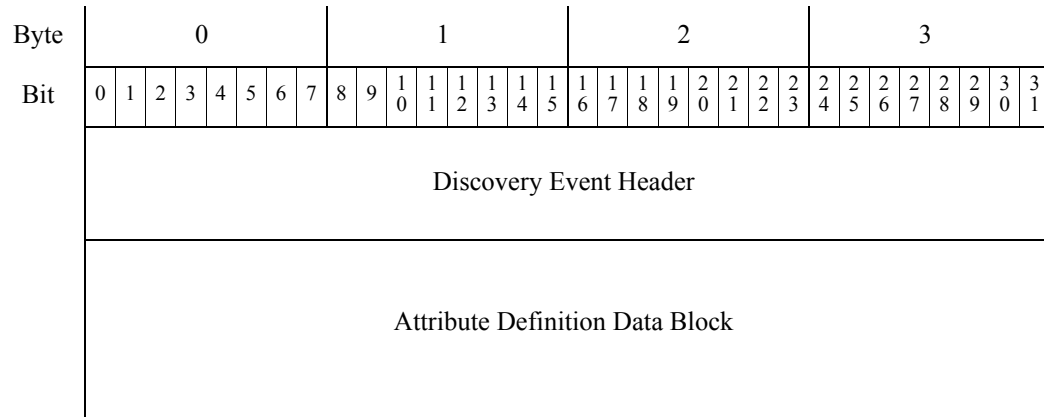 Byte 0 1 2 3
Bit 0 1 2 3 4 5 6 7 8 9 10 11 12 13 14 15 16 17 18 19 20 21 22 23 24 25 26 27 28 29 30 31
Discovery Event Header
Attribute Definition Data Block